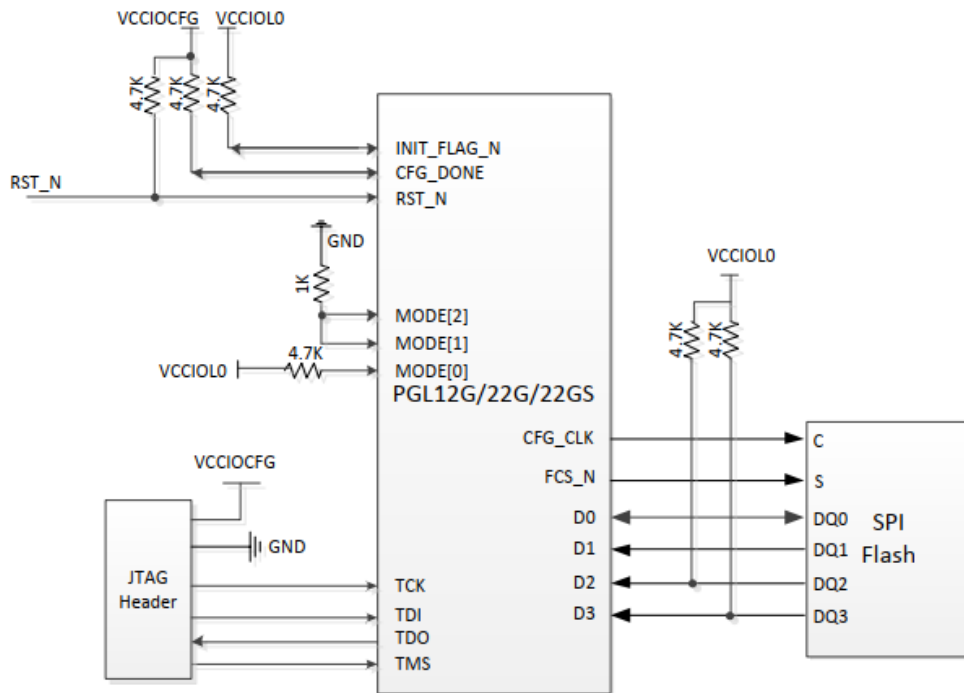 VCCIOCFG VCCIOL0
4.7K 4.7K 4.7K
INIT_FLAG_N
CFG_DONE
RST_N RST_N
GND
1K
MODE[2]
MODE[1]
4.7K
VCCIOL0 MODE[0]
PGL12G/22G/22GS
VCCIOL0
4.7K 4.7K
CFG_CLK C
FCS_N S
D0 DQ0
D1 DQ1
D2 DQ2
D3 DQ3
SPI
Flash
VCCIOCFG
GND
JTAG
Header
TCK
TDI
TDO
TMS